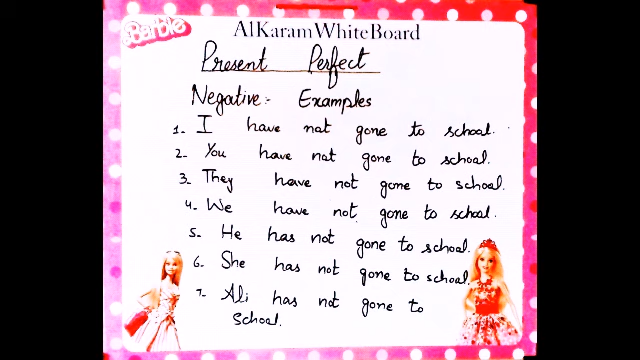 Barbie
AlKaramWhiteBoard
Present Perfect
Negative:- Examples
1- I have not gone to school.
2- You have not gone to school.
3- They have not gone to school.
4- We have not gone to school.
5- He has not gone to school.
6- She has not gone to school.
7- Ali has not gone to
School.